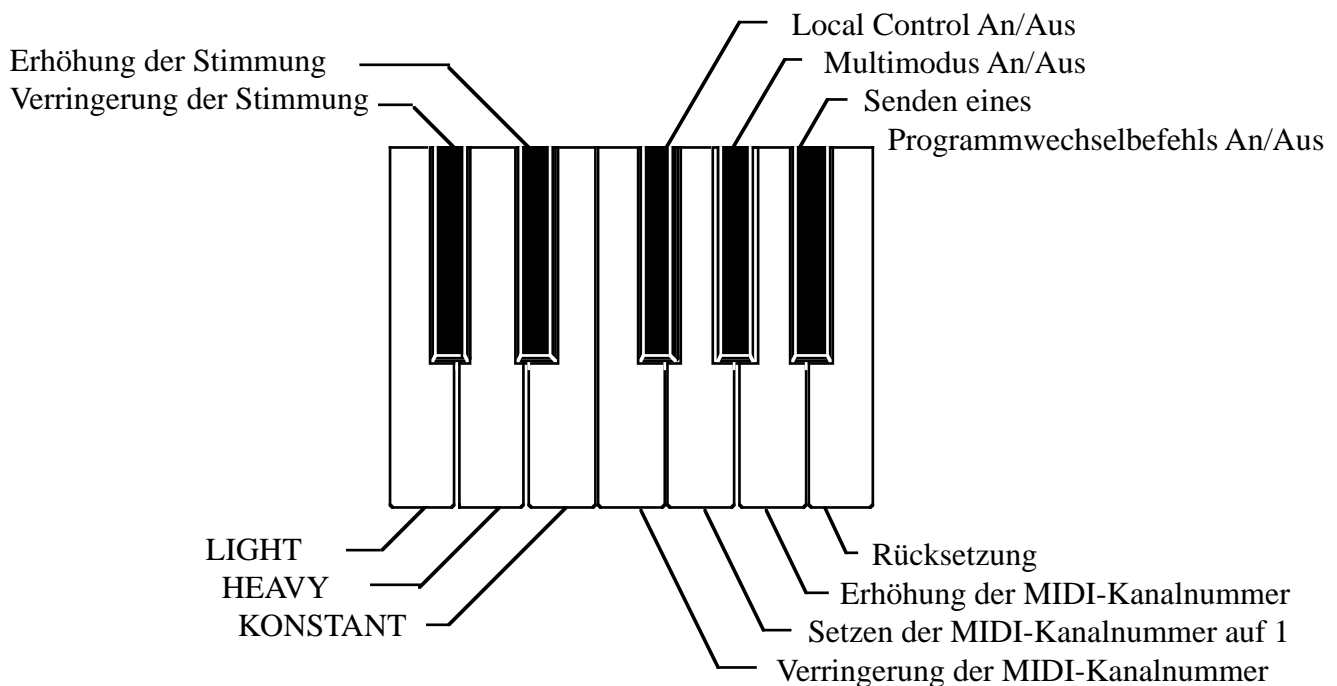 Local Control An/Aus
Erhöhung der Stimmung
Multimodus An/Aus
Verringerung der Stimmung
Senden eines
Programmwechselbefehls An/Aus
LIGHT
Rücksetzung
HEAVY
Erhöhung der MIDI-Kanalnummer
KONSTANT
Setzen der MIDI-Kanalnummer auf 1
Verringerung der MIDI-Kanalnummer